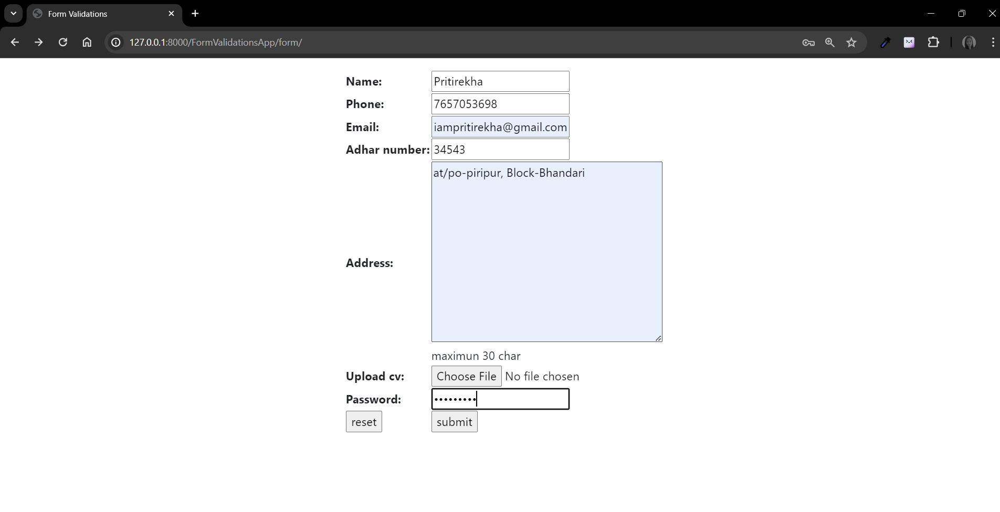 Form Validations
127.0.0.1:8000/FormValidationsApp/form/
Name: Pritirekha
Phone: 7657053698
Email: iampritirekha@gmail.com
Adhar number: 34543
at/po-piripur, Block-Bhandari
Address:
maximun 30 char
Upload cv: Choose File No file chosen
Password: •••••••••
reset submit